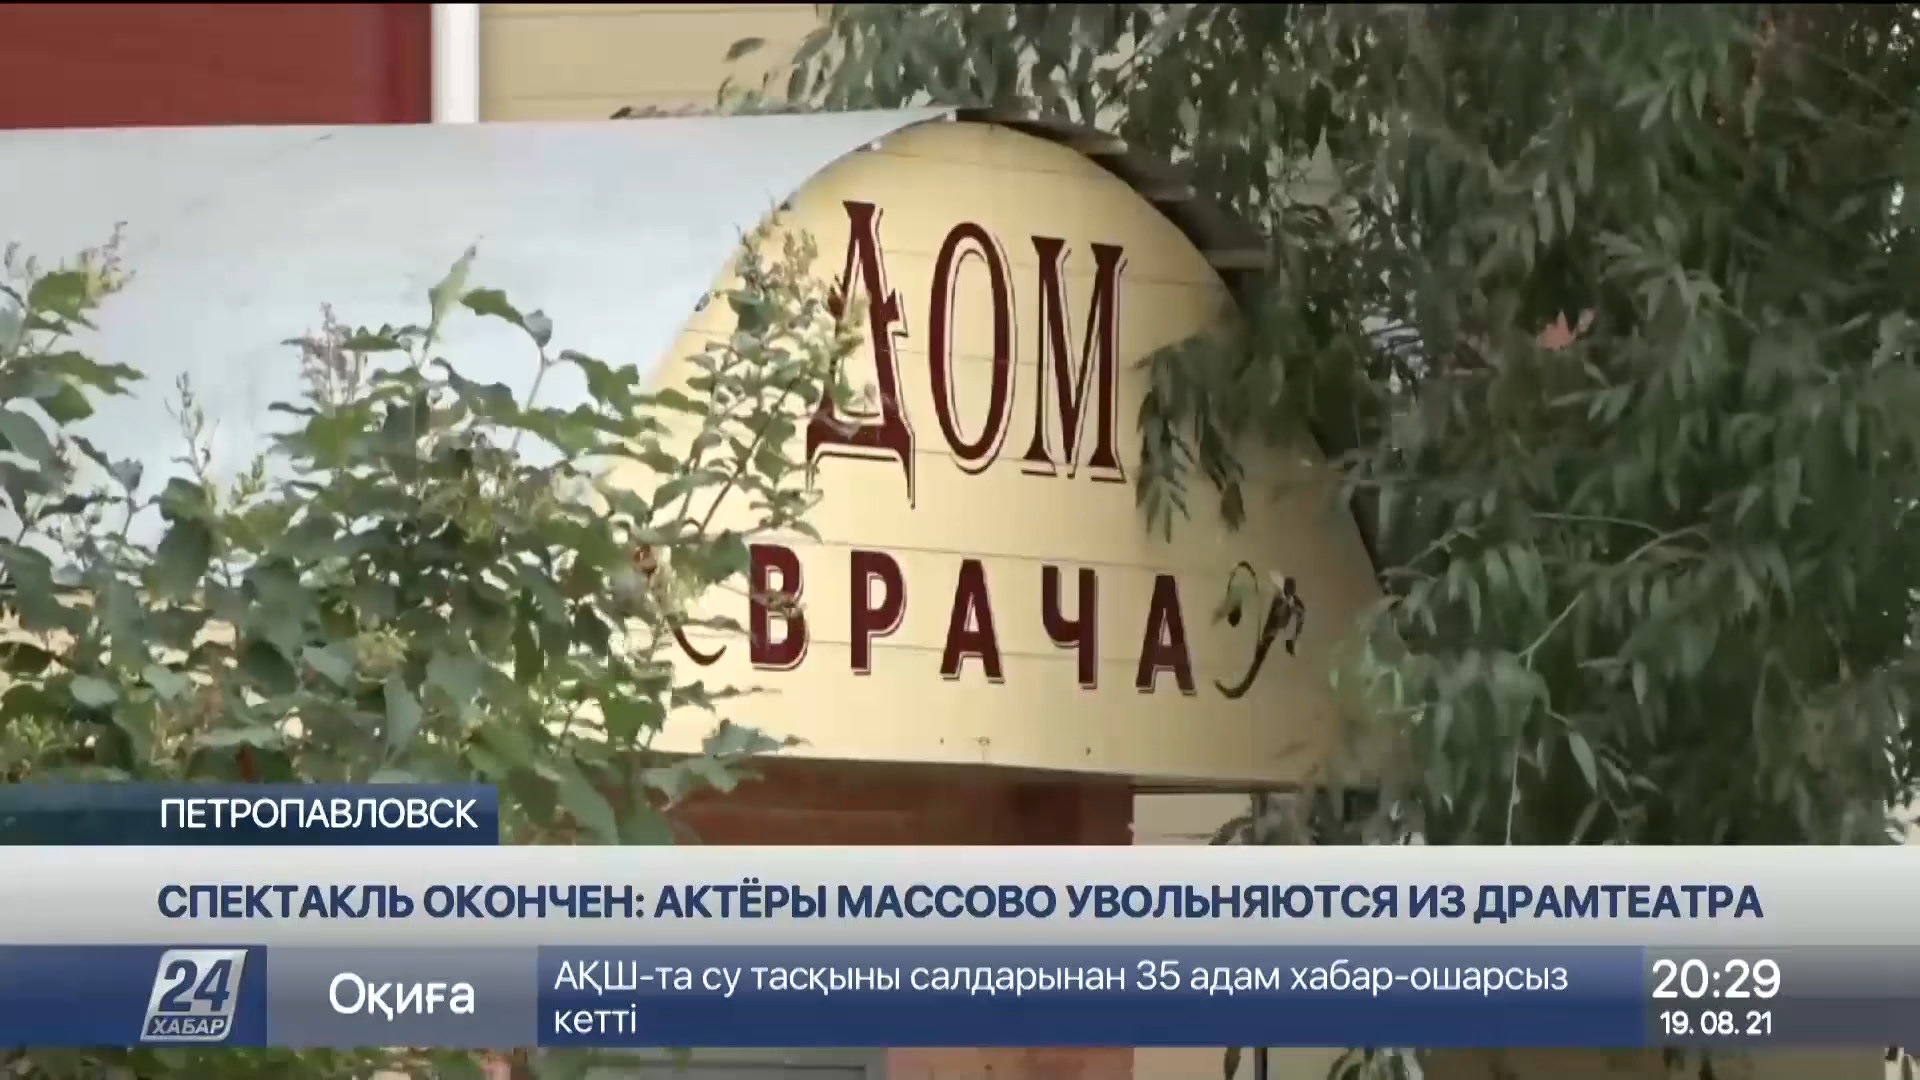 ДОМ
ВРАЧА
ПЕТРОПАВЛОВСК
СПЕКТАКЛЬ ОКОНЧЕН: АКТЁРЫ МАССОВО УВОЛЬНЯЮТСЯ ИЗ ДРАМТЕАТРА
24
ХАБАР
Оқиға
АҚШ-та су тасқыны салдарынан 35 адам хабар-ошарсыз
кетті
20:29
19. 08. 21